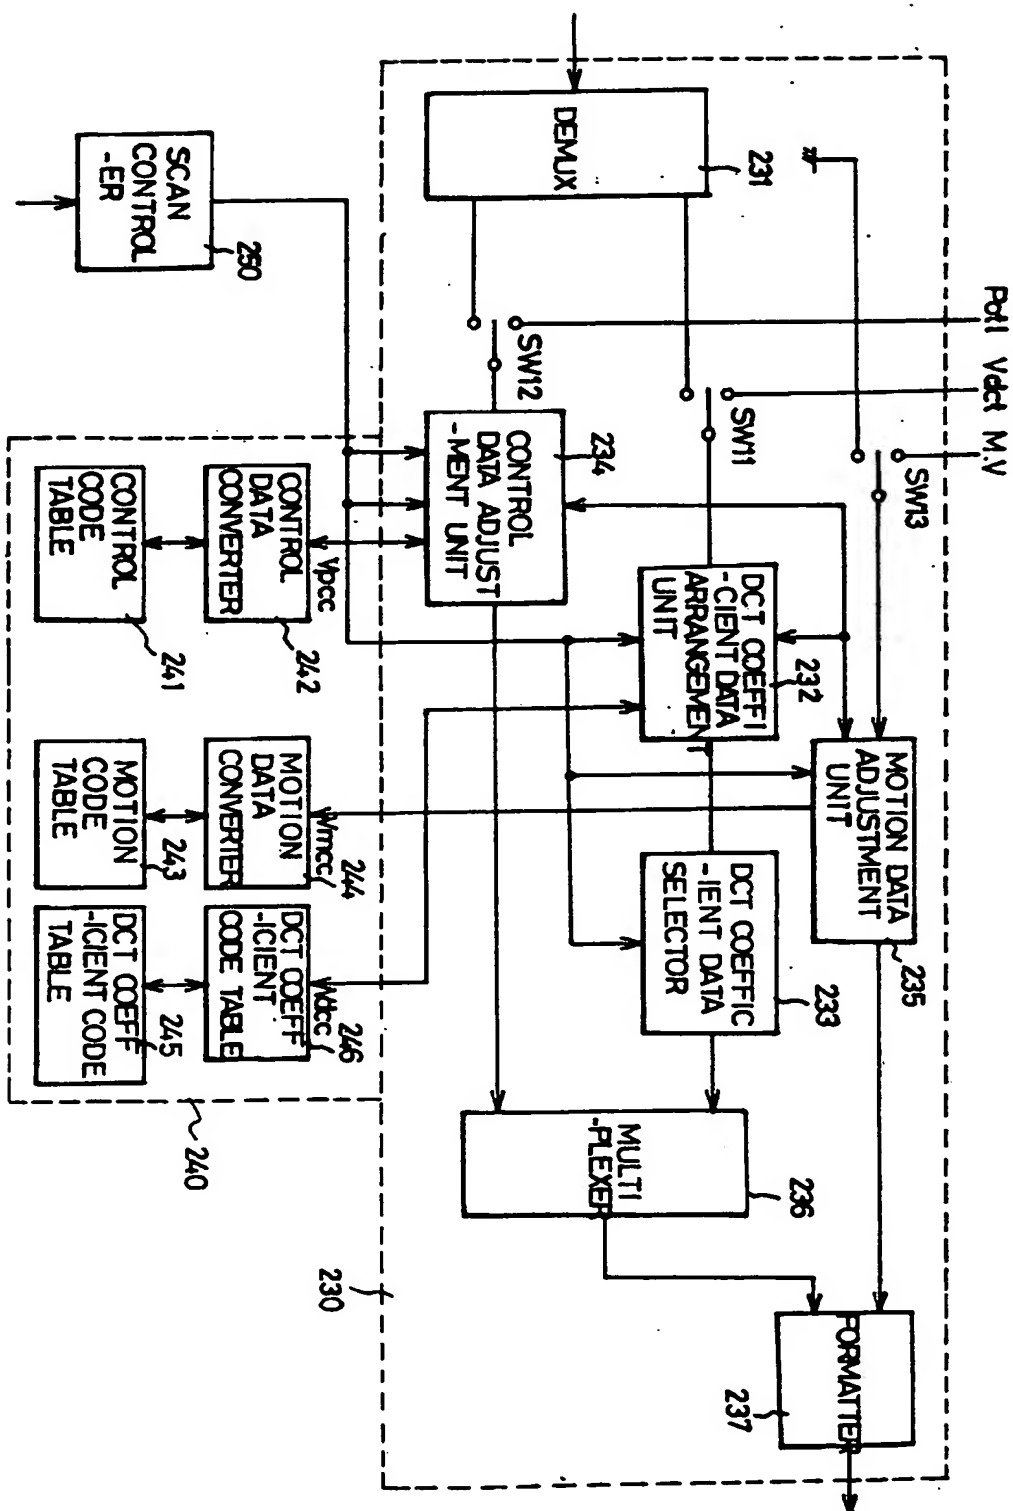 Potl Vdct M.V
DEMUX
231
SW13
SW11
SW12
SCAN
CONTROL
-ER
250
CONTROL
DATA ADJUST
-MENT UNIT
234
DCT COEFFI
-CIENT DATA
ARRANGEMENT
UNIT
232
MOTION DATA
ADJUSTMENT
UNIT
235
DCT COEFFIC
-IENT DATA
SELECTOR
233
MULTI
-PLEXER
236
FORMATTER
237
230
Vpcc
CONTROL
DATA
CONVERTER
242
CONTROL
CODE
TABLE
241
Vmcc
MOTION
DATA
CONVERTER
244
MOTION
CODE
TABLE
243
Vdcc
DCT COEFF
-ICIENT
CODE TABLE
246
DCT COEFF
-ICIENT CODE
TABLE
245
240